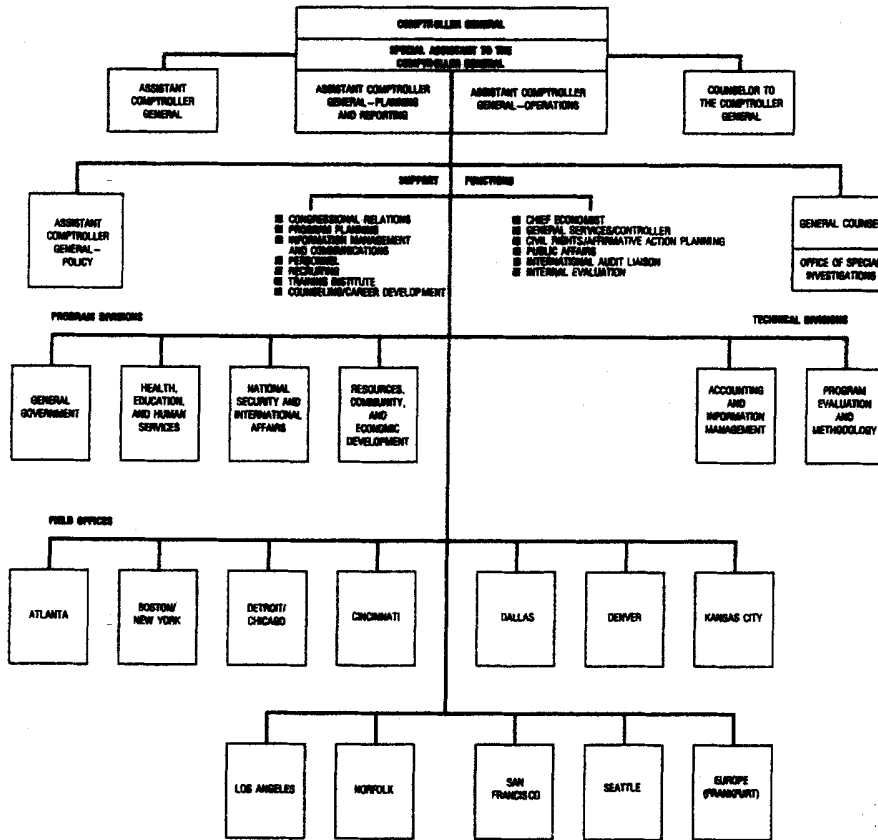 COMPTROLLER GENERAL
SPECIAL ASSISTANT TO THE
COMPTROLLER GENERAL
ASSISTANT
COMPTROLLER
GENERAL
ASSISTANT COMPTROLLER
GENERAL–PLANNING
AND REPORTING
ASSISTANT COMPTROLLER
GENERAL–OPERATIONS
COUNSELOR TO
THE COMPTROLLER
GENERAL
SUPPORT FUNCTIONS
ASSISTANT
COMPTROLLER
GENERAL–
POLICY
■ CONGRESSIONAL RELATIONS
■ PROGRAM PLANNING
■ INFORMATION MANAGEMENT
AND COMMUNICATIONS
■ PERSONNEL
■ RECRUITING
■ TRAINING INSTITUTE
■ COUNSELING/CAREER DEVELOPMENT
■ CHIEF ECONOMIST
■ GENERAL SERVICES/CONTROLLER
■ CIVIL RIGHTS/AFFIRMATIVE ACTION PLANNING
■ PUBLIC AFFAIRS
■ INTERNATIONAL AUDIT LIAISON
■ INTERNAL EVALUATION
GENERAL COUNSE
OFFICE OF SPECIA
INVESTIGATIONS
PROGRAM DIVISIONS
TECHNICAL DIVISIONS
GENERAL
GOVERNMENT
HEALTH,
EDUCATION,
AND HUMAN
SERVICES
NATIONAL
SECURITY AND
INTERNATIONAL
AFFAIRS
RESOURCES,
COMMUNITY,
AND
ECONOMIC
DEVELOPMENT
ACCOUNTING
AND
INFORMATION
MANAGEMENT
PROGRAM
EVALUATION
AND
METHODOLOGY
FIELD OFFICES
ATLANTA
BOSTON/
NEW YORK
DETROIT/
CHICAGO
CINCINNATI
DALLAS
DENVER
KANSAS CITY
LOS ANGELES
NORFOLK
SAN
FRANCISCO
SEATTLE
EUROPE
(FRANKFURT)